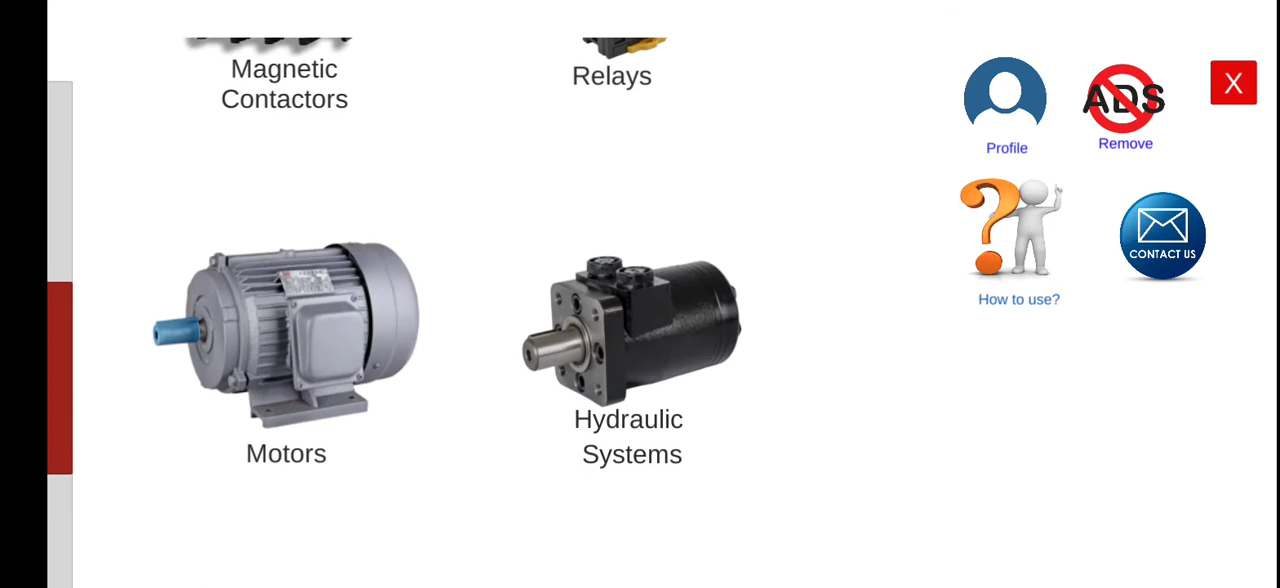 Magnetic
Contactors
Relays
ADS
X
Profile
Remove
CONTACT US
How to use?
Hydraulic
Systems
Motors